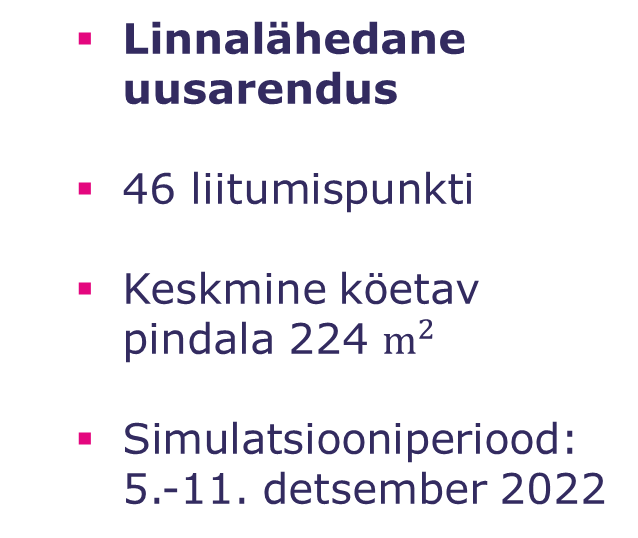 ▪ Linnalähedane
uusarendus
▪ 46 liitumispunkti
▪ Keskmine köetav
pindala 224 m²
▪ Simulatsiooniperiood:
5.-11. detsember 2022